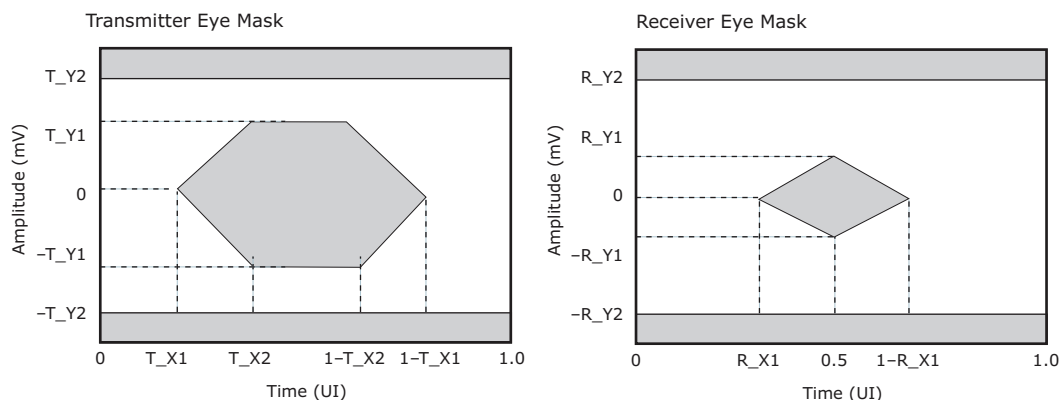 Transmitter Eye Mask
T_Y2
T_Y1
0
–T_Y1
–T_Y2
Amplitude (mV)
0
T_X1
T_X2
1–T_X2
1–T_X1
1.0
Time (UI)
Receiver Eye Mask
R_Y2
R_Y1
0
–R_Y1
–R_Y2
Amplitude (mV)
0
R_X1
0.5
1–R_X1
1.0
Time (UI)